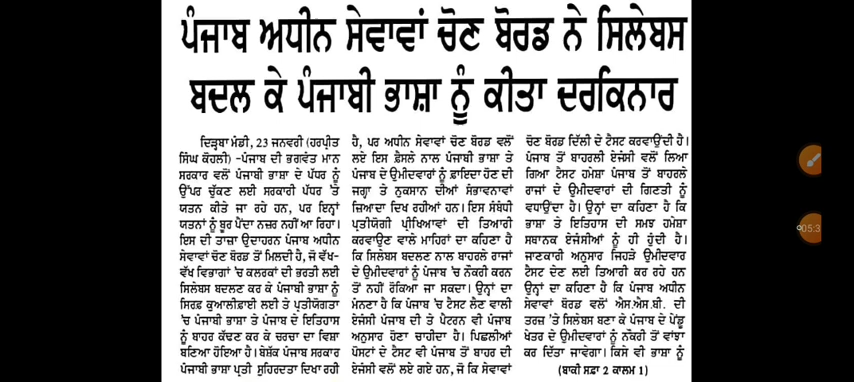 ਪੰਜਾਬ ਅਧੀਨ ਸੇਵਾਵਾਂ ਚੋਣ ਬੋਰਡ ਨੇ ਸਿਲੇਬਸ
ਬਦਲ ਕੇ ਪੰਜਾਬੀ ਭਾਸ਼ਾ ਨੂੰ ਕੀਤਾ ਦਰਕਿਨਾਰ
ਦਿੜ੍ਹਬਾ ਮੰਡੀ, 23 ਜਨਵਰੀ (ਹਰਪ੍ਰੀਤ
ਸਿੰਘ ਕੋਹਲੀ) -ਪੰਜਾਬ ਦੀ ਭਗਵੰਤ ਮਾਨ
ਸਰਕਾਰ ਵਲੋਂ ਪੰਜਾਬੀ ਭਾਸ਼ਾ ਦੇ ਪੱਧਰ ਨੂੰ
ਉੱਪਰ ਚੁੱਕਣ ਲਈ ਸਰਕਾਰੀ ਪੱਧਰ 'ਤੇ
ਯਤਨ ਕੀਤੇ ਜਾ ਰਹੇ ਹਨ, ਪਰ ਇਨ੍ਹਾਂ
ਯਤਨਾਂ ਨੂੰ ਬੂਰ ਪੈਂਦਾ ਨਜ਼ਰ ਨਹੀਂ ਆ ਰਿਹਾ।
ਇਸ ਦੀ ਤਾਜ਼ਾ ਉਦਾਹਰਨ ਪੰਜਾਬ ਅਧੀਨ
ਸੇਵਾਵਾਂ ਚੋਣ ਬੋਰਡ ਤੋਂ ਮਿਲਦੀ ਹੈ, ਜੋ ਵੱਖ-
ਵੱਖ ਵਿਭਾਗਾਂ 'ਚ ਕਲਰਕਾਂ ਦੀ ਭਰਤੀ ਲਈ
ਸਿਲੇਬਸ ਬਦਲਣ ਕਰ ਕੇ ਪੰਜਾਬੀ ਭਾਸ਼ਾ ਨੂੰ
ਸਿਰਫ਼ ਕੁਆਲੀਫ਼ਾਈ ਲਈ ਤੇ ਪ੍ਰਤੀਯੋਗਤਾ
'ਚ ਪੰਜਾਬੀ ਭਾਸ਼ਾ ਤੇ ਪੰਜਾਬ ਦੇ ਇਤਿਹਾਸ
ਨੂੰ ਬਾਹਰ ਕੱਢਣ ਕਰ ਕੇ ਚਰਚਾ ਦਾ ਵਿਸ਼ਾ
ਬਣਿਆ ਹੋਇਆ ਹੈ। ਬੇਸ਼ੱਕ ਪੰਜਾਬ ਸਰਕਾਰ
ਪੰਜਾਬੀ ਭਾਸ਼ਾ ਪ੍ਰਤੀ ਸੁਹਿਰਦਤਾ ਦਿਖਾ ਰਹੀ
ਹੈ, ਪਰ ਅਧੀਨ ਸੇਵਾਵਾਂ ਚੋਣ ਬੋਰਡ ਵਲੋਂ
ਲਏ ਇਸ ਫ਼ੈਸਲੇ ਨਾਲ ਪੰਜਾਬੀ ਭਾਸ਼ਾ ਤੇ
ਪੰਜਾਬ ਦੇ ਉਮੀਦਵਾਰਾਂ ਨੂੰ ਫ਼ਾਇਦਾ ਹੋਣ ਦੀ
ਜਗ੍ਹਾ ਤੇ ਨੁਕਸਾਨ ਦੀਆਂ ਸੰਭਾਵਨਾਵਾਂ
ਜ਼ਿਆਦਾ ਦਿਖ ਰਹੀਆਂ ਹਨ। ਇਸ ਸੰਬੰਧੀ
ਪ੍ਰਤੀਯੋਗੀ ਪ੍ਰੀਖਿਆਵਾਂ ਦੀ ਤਿਆਰੀ
ਕਰਵਾਉਣ ਵਾਲੇ ਮਾਹਿਰਾਂ ਦਾ ਕਹਿਣਾ ਹੈ
ਕਿ ਸਿਲੇਬਸ ਬਦਲਣ ਨਾਲ ਬਾਹਰਲੇ ਰਾਜਾਂ
ਦੇ ਉਮੀਦਵਾਰਾਂ ਨੂੰ ਪੰਜਾਬ 'ਚ ਨੌਕਰੀ ਕਰਨ
ਤੋਂ ਨਹੀਂ ਰੋਕਿਆ ਜਾ ਸਕਦਾ। ਉਨ੍ਹਾਂ ਦਾ
ਮੰਨਣਾ ਹੈ ਕਿ ਪੰਜਾਬ 'ਚ ਟੈਸਟ ਲੈਣ ਵਾਲੀ
ਏਜੰਸੀ ਪੰਜਾਬ ਦੀ ਤੇ ਪੈਟਰਨ ਵੀ ਪੰਜਾਬ
ਅਨੁਸਾਰ ਹੋਣਾ ਚਾਹੀਦਾ ਹੈ। ਪਿਛਲੀਆਂ
ਪੋਸਟਾਂ ਦੇ ਟੈਸਟ ਵੀ ਪੰਜਾਬ ਤੋਂ ਬਾਹਰ ਦੀ
ਏਜੰਸੀ ਵਲੋਂ ਲਏ ਗਏ ਹਨ, ਜੋ ਕਿ ਸੇਵਾਵਾਂ
ਚੋਣ ਬੋਰਡ ਦਿੱਲੀ ਦੇ ਟੈਸਟ ਕਰਵਾਉਂਦੀ ਹੈ।
ਪੰਜਾਬ ਤੋਂ ਬਾਹਰਲੀ ਏਜੰਸੀ ਵਲੋਂ ਲਿਆ
ਗਿਆ ਟੈਸਟ ਹਮੇਸ਼ਾ ਪੰਜਾਬ ਤੋਂ ਬਾਹਰਲੇ
ਰਾਜਾਂ ਦੇ ਉਮੀਦਵਾਰਾਂ ਦੀ ਗਿਣਤੀ ਨੂੰ
ਵਧਾਉਂਦਾ ਹੈ। ਉਨ੍ਹਾਂ ਦਾ ਕਹਿਣਾ ਹੈ ਕਿ
ਭਾਸ਼ਾ ਤੇ ਇਤਿਹਾਸ ਦੀ ਸਮਝ ਹਮੇਸ਼ਾ
ਸਥਾਨਕ ਏਜੰਸੀਆਂ ਨੂੰ ਹੀ ਹੁੰਦੀ ਹੈ।
ਜਾਣਕਾਰੀ ਅਨੁਸਾਰ ਜਿਹੜੇ ਉਮੀਦਵਾਰ
ਟੈਸਟ ਦੇਣ ਲਈ ਤਿਆਰੀ ਕਰ ਰਹੇ ਹਨ
ਉਨ੍ਹਾਂ ਦਾ ਕਹਿਣਾ ਹੈ ਕਿ ਪੰਜਾਬ ਅਧੀਨ
ਸੇਵਾਵਾਂ ਬੋਰਡ ਵਲੋਂ ਐਸ.ਐਸ.ਬੀ. ਦੀ
ਤਰਜ਼ 'ਤੇ ਸਿਲੇਬਸ ਬਣਾ ਕੇ ਪੰਜਾਬ ਦੇ ਪੇਂਡੂ
ਖੇਤਰ ਦੇ ਉਮੀਦਵਾਰਾਂ ਨੂੰ ਨੌਕਰੀ ਤੋਂ ਵਾਂਝਾ
ਕਰ ਦਿੱਤਾ ਜਾਵੇਗਾ। ਕਿਸੇ ਵੀ ਭਾਸ਼ਾ ਨੂੰ
(ਬਾਕੀ ਸਫ਼ਾ 2 ਕਾਲਮ 1)
05:3